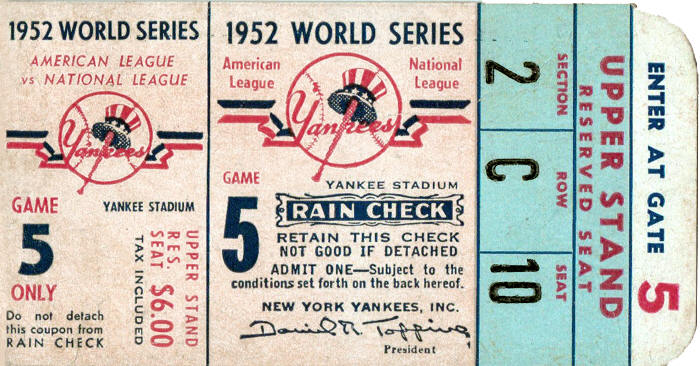 1952 WORLD SERIES
AMERICAN LEAGUE
vs NATIONAL LEAGUE
Yankees
GAME
5
ONLY
YANKEE STADIUM
UPPER STAND
RES.
SEAT $6.00
TAX INCLUDED
Do not detach
this coupon from
RAIN CHECK
1952 WORLD SERIES
American
League
National
League
Yankees
GAME
5
YANKEE STADIUM
RAIN CHECK
RETAIN THIS CHECK
NOT GOOD IF DETACHED
ADMIT ONE—Subject to the
conditions set forth on the back hereof.
NEW YORK YANKEES, INC.
Daniel R. Topping
President
2 C 10
SECTION ROW SEAT
RESERVED SEAT
UPPER STAND
ENTER AT GATE 5